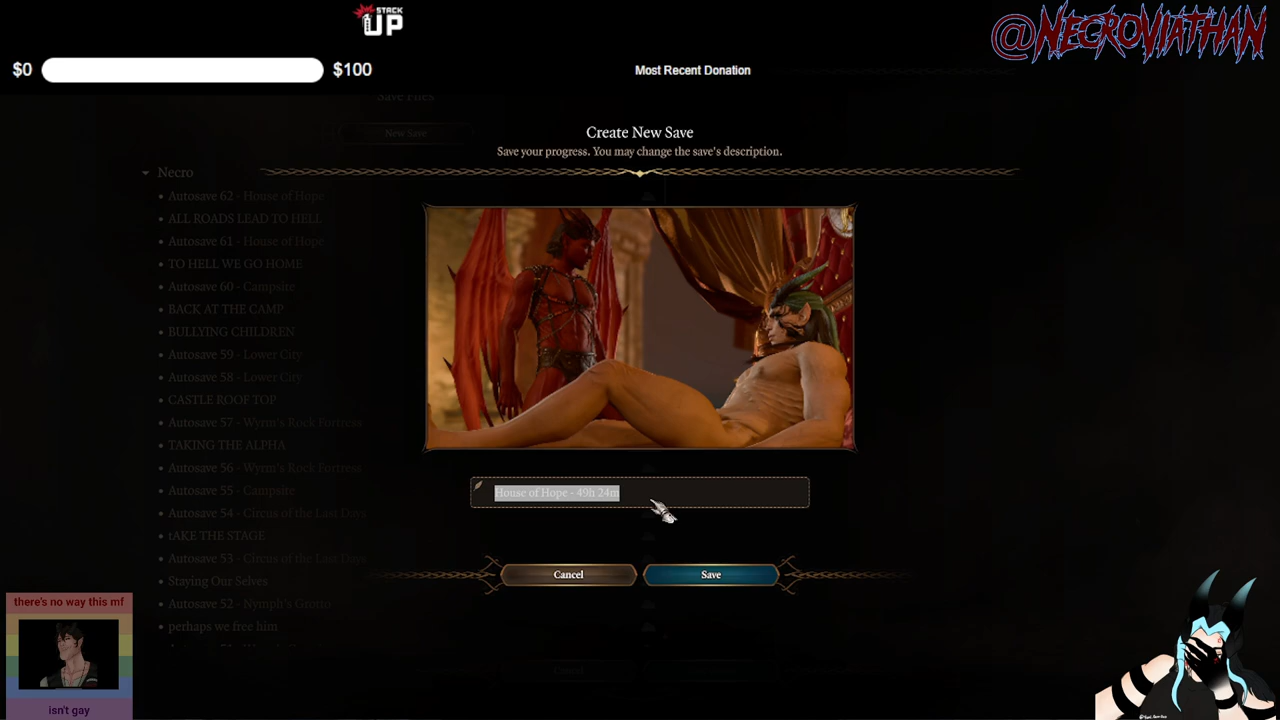 STACK
UP
@NECROVIATHAN
$0
$100
Most Recent Donation
Save Files
New Save
Create New Save
Save your progress. You may change the save's description.
Necro
Autosave 62 - House of Hope
ALL ROADS LEAD TO HELL
Autosave 61 - House of Hope
TO HELL WE GO HOME
Autosave 60 - Campsite
BACK AT THE CAMP
BULLYING CHILDREN
Autosave 59 - Lower City
Autosave 58 - Lower City
CASTLE ROOF TOP
Autosave 57 - Wyrm's Rock Fortress
TAKING THE ALPHA
Autosave 56 - Wyrm's Rock Fortress
Autosave 55 - Campsite
Autosave 54 - Circus of the Last Days
tAKE THE STAGE
Autosave 53 - Circus of the Last Days
Staying Our Selves
Autosave 52 - Nymph's Grotto
perhaps we free him
House of Hope - 49h 24m
Cancel
Save
Cancel
there's no way this mf
isn't gay